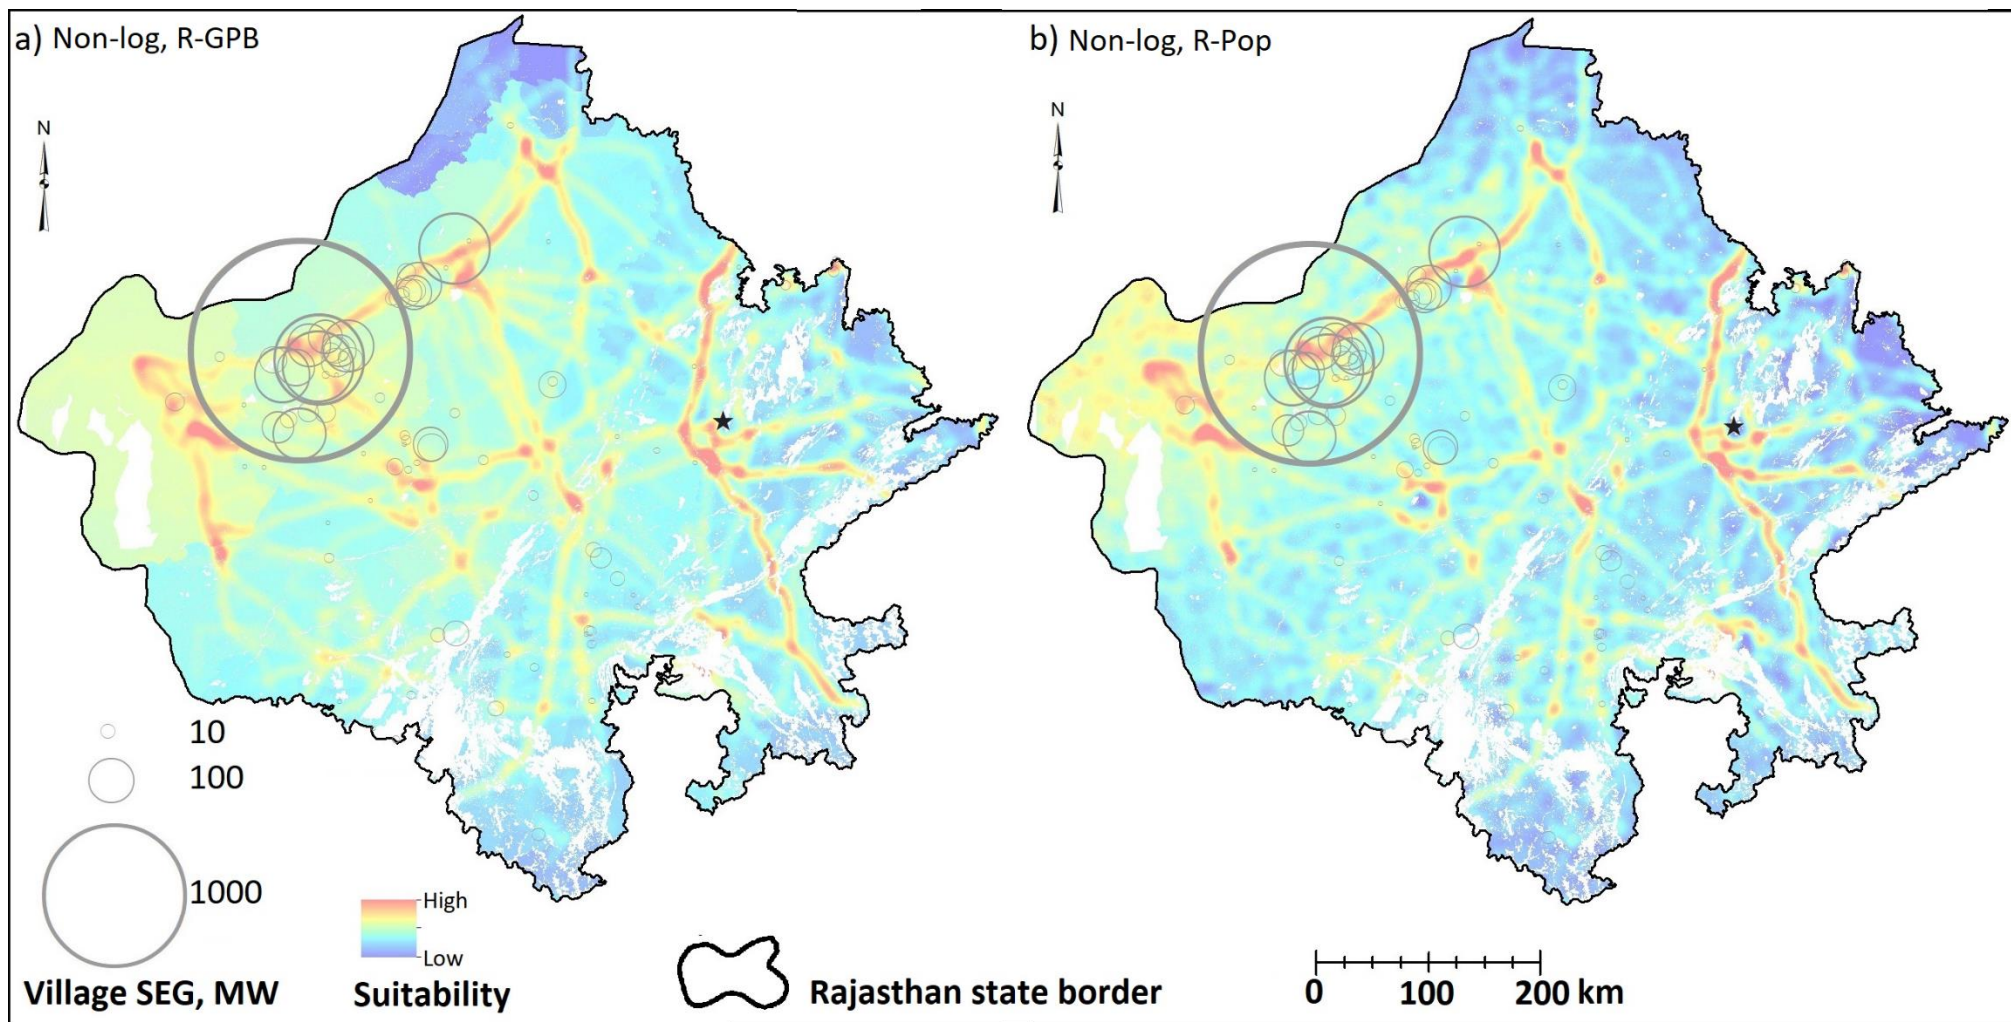 a) Non-log, R-GPB
b) Non-log, R-Pop
N
N
10
100
1000
High
Low
Village SEG, MW
Suitability
Rajasthan state border
0 100 200 km